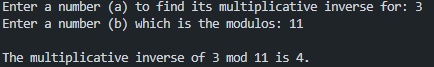 Enter a number (a) to find its multiplicative inverse for: 3
Enter a number (b) which is the modulos: 11
The multiplicative inverse of 3 mod 11 is 4.